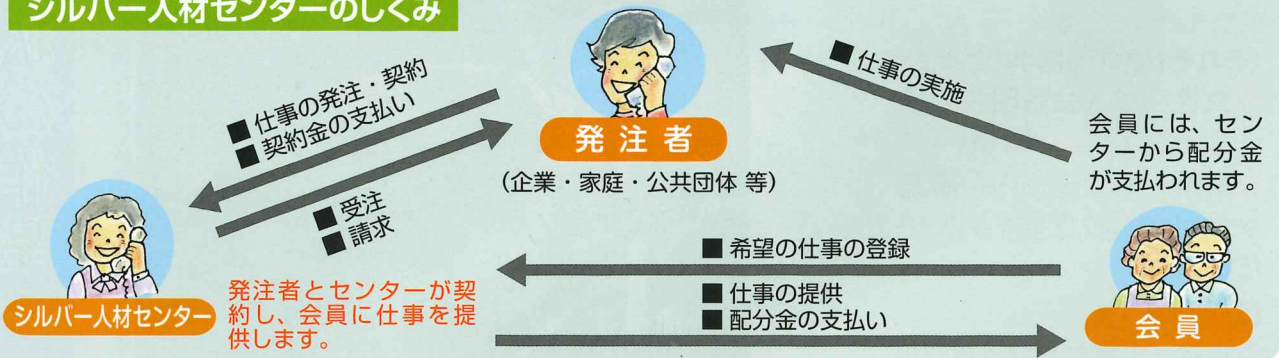 シルバー人材センターのしくみ
■仕事の発注・契約
■契約金の支払い
■受注
■請求
発注者
（企業・家庭・公共団体 等）
■仕事の実施
会員には、セン
ターから配分金
が支払われます。
シルバー人材センター
発注者とセンターが契
約し、会員に仕事を提
供します。
■希望の仕事の登録
■仕事の提供
■配分金の支払い
会員